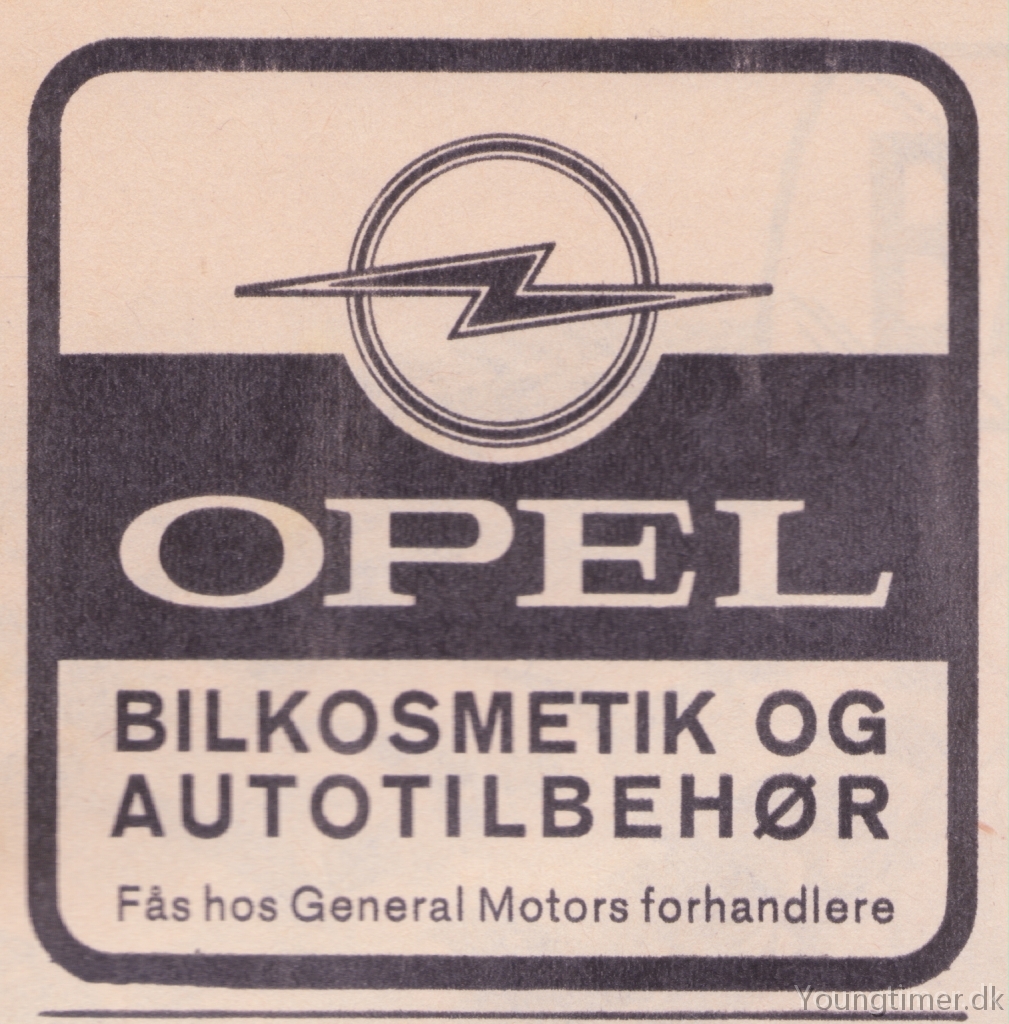 OPEL
BILKOSMETIK OG
AUTOTILBEHØR
Fås hos General Motors forhandlere
Youngtimer.dk